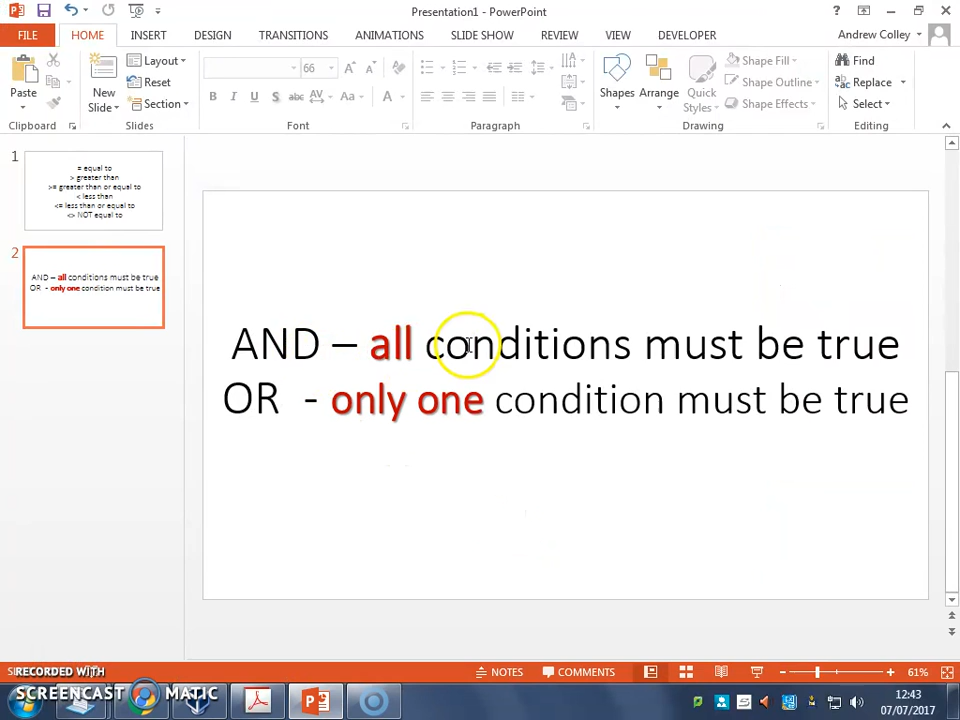 Presentation1 - PowerPoint
?
FILE
HOME
INSERT
DESIGN
TRANSITIONS
ANIMATIONS
SLIDE SHOW
REVIEW
VIEW
DEVELOPER
Andrew Colley
Paste
New
Slide
Layout
Reset
Section
66
B I U S abc AV Aa A
Shapes
Arrange
Quick
Styles
Shape Fill
Shape Outline
Shape Effects
Find
Replace
Select
Clipboard
Slides
Font
Paragraph
Drawing
Editing
1
= equal to
> greater than
>= greater than or equal to
< less than
<= less than or equal to
<> NOT equal to
2
AND – all conditions must be true
OR - only one condition must be true
AND – all conditions must be true
OR - only one condition must be true
NOTES
COMMENTS
61%
RECORDED WITH
SCREENCAST MATIC
12:43
07/07/2017